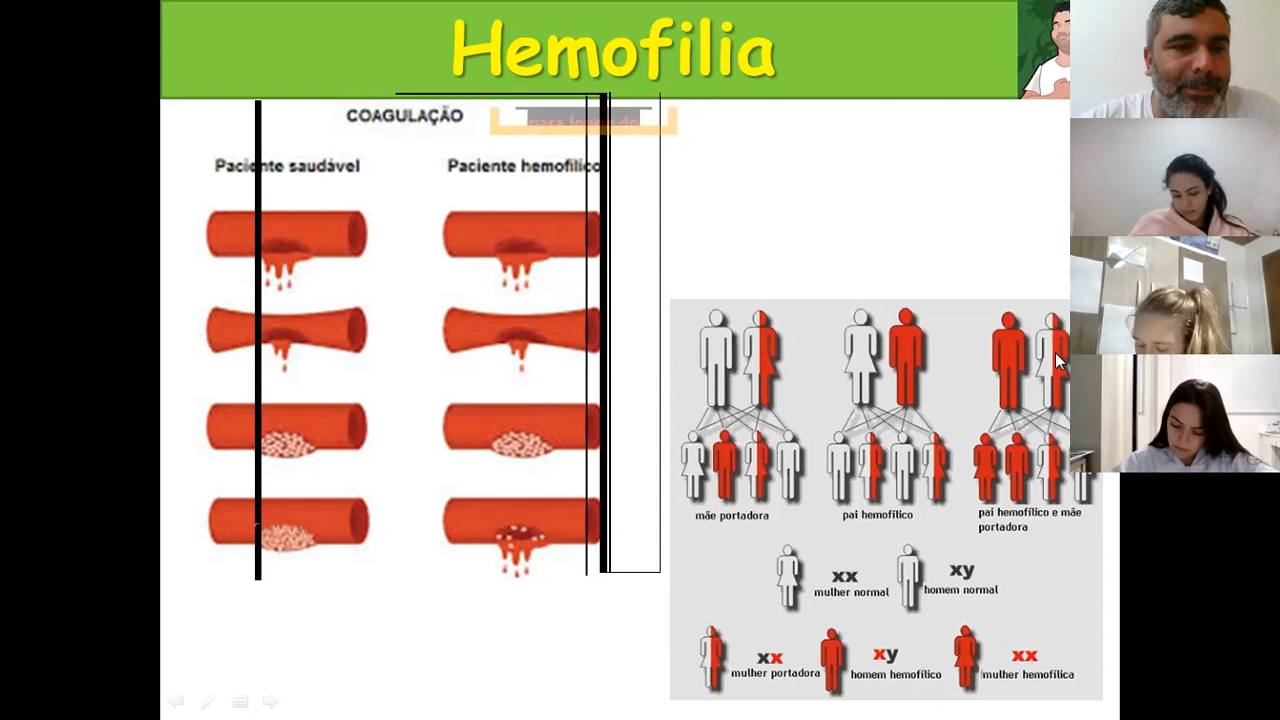 Hemofilia
COAGULAÇÃO
Paciente saudável
Paciente hemofílico
mãe portadora
pai hemofílico
pai hemofílico e mãe
portadora
xx
mulher normal
xy
homem normal
xx
mulher portadora
xy
homem hemofílico
xx
mulher hemofílica